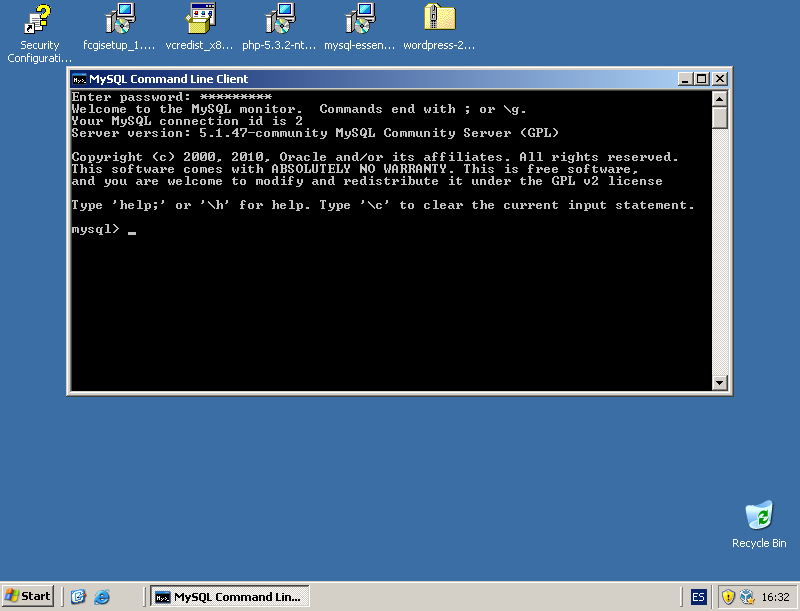 Security
Configurati...
fcgisetup_1....
vcredist_x8...
php-5.3.2-nt...
mysql-essen...
wordpress-2...
MySQL Command Line Client
Enter password: *********
Welcome to the MySQL monitor.  Commands end with ; or \g.
Your MySQL connection id is 2
Server version: 5.1.47-community MySQL Community Server (GPL)
Copyright (c) 2000, 2010, Oracle and/or its affiliates. All rights reserved.
This software comes with ABSOLUTELY NO WARRANTY. This is free software,
and you are welcome to modify and redistribute it under the GPL v2 license
Type 'help;' or '\h' for help. Type '\c' to clear the current input statement.
mysql> _
Recycle Bin
Start
MySQL Command Lin...
ES
16:32